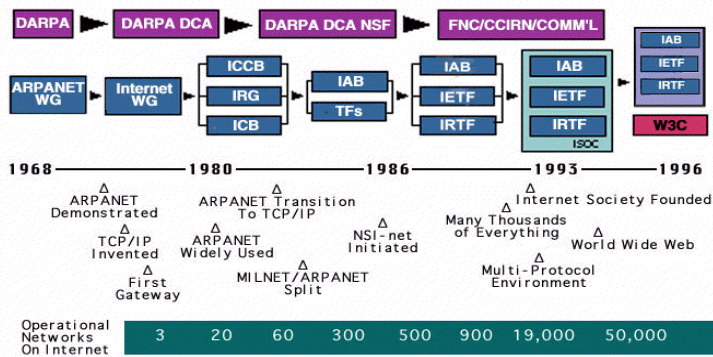 DARPA
DARPA DCA
DARPA DCA NSF
FNC/CCIRN/COMM'L
ARPANET
WG
Internet
WG
ICCB
IRG
ICB
IAB
TFs
IAB
IETF
IRTF
IAB
IETF
IRTF
ISOC
IAB
IETF
IRTF
W3C
1968
1980
1986
1993
1996
ARPANET
Demonstrated
TCP/IP
Invented
First
Gateway
ARPANET
Widely Used
ARPANET Transition
To TCP/IP
MILNET/ARPANET
Split
NSI-net
Initiated
Internet Society Founded
Many Thousands
of Everything
World Wide Web
Multi-Protocol
Environment
Operational
Networks
On Internet
3 20 60 300 500 900 19,000 50,000